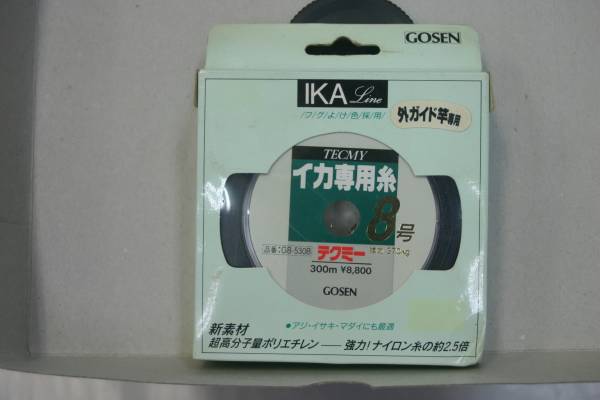 GOSEN
IKA Line
/フ/グ/よ/け/色/採/用/
外ガイド竿専用
TECMY
イカ専用糸
8号
品番:GB-5308
テクミー
300m ¥8,800
GOSEN
●アジ・イサキ・マダイにも最適
新素材
超高分子量ポリエチレン――強力!ナイロン糸の約2.5倍